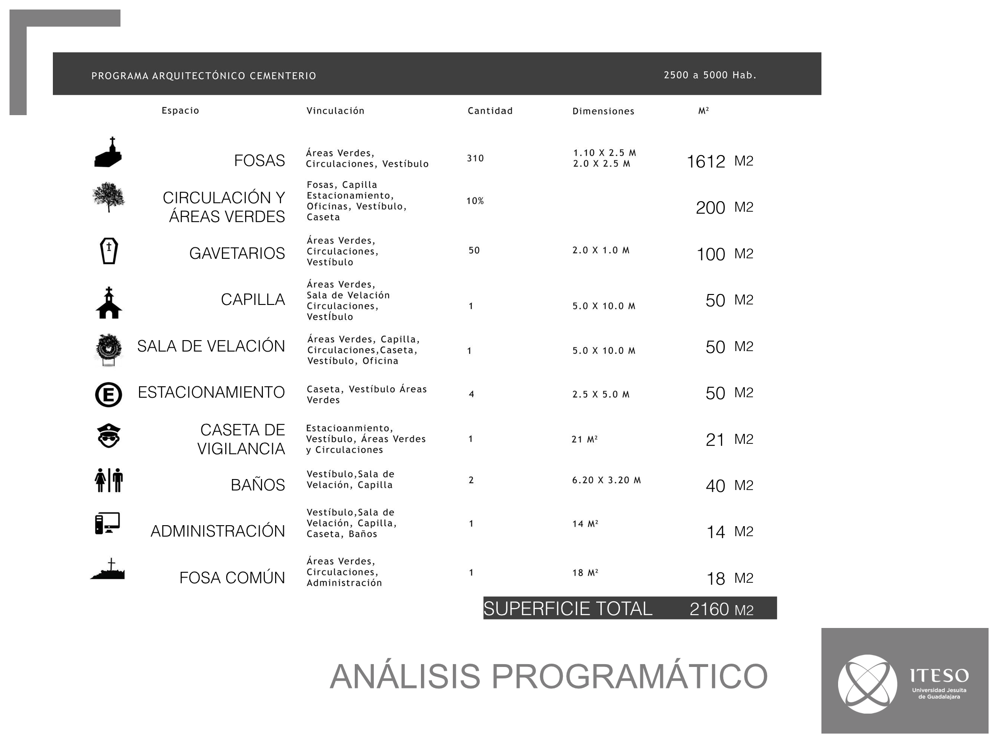 PROGRAMA ARQUITECTÓNICO CEMENTERIO 2500 a 5000 Hab.
Espacio Vinculación Cantidad Dimensiones M²
FOSAS
Áreas Verdes,
Circulaciones, Vestíbulo
310
1.10 X 2.5 M
2.0 X 2.5 M
1612 M2
CIRCULACIÓN Y
ÁREAS VERDES
Fosas, Capilla
Estacionamiento,
Oficinas, Vestíbulo,
Caseta
10%
200 M2
GAVETARIOS
Áreas Verdes,
Circulaciones,
Vestíbulo
50
2.0 X 1.0 M
100 M2
CAPILLA
Áreas Verdes,
Sala de Velación
Circulaciones,
VestÍbulo
1
5.0 X 10.0 M
50 M2
SALA DE VELACIÓN
Áreas Verdes, Capilla,
Circulaciones,Caseta,
Vestíbulo, Oficina
1
5.0 X 10.0 M
50 M2
E
ESTACIONAMIENTO
Caseta, Vestíbulo Áreas
Verdes
4
2.5 X 5.0 M
50 M2
CASETA DE
VIGILANCIA
Estacioanmiento,
Vestíbulo, Áreas Verdes
y Circulaciones
1
21 M²
21 M2
BAÑOS
Vestíbulo,Sala de
Velación, Capilla
2
6.20 X 3.20 M
40 M2
ADMINISTRACIÓN
Vestíbulo,Sala de
Velación, Capilla,
Caseta, Baños
1
14 M²
14 M2
FOSA COMÚN
Áreas Verdes,
Circulaciones,
Administración
1
18 M²
18 M2
SUPERFICIE TOTAL 2160 M2
ANÁLISIS PROGRAMÁTICO
ITESO
Universidad Jesuita
de Guadalajara